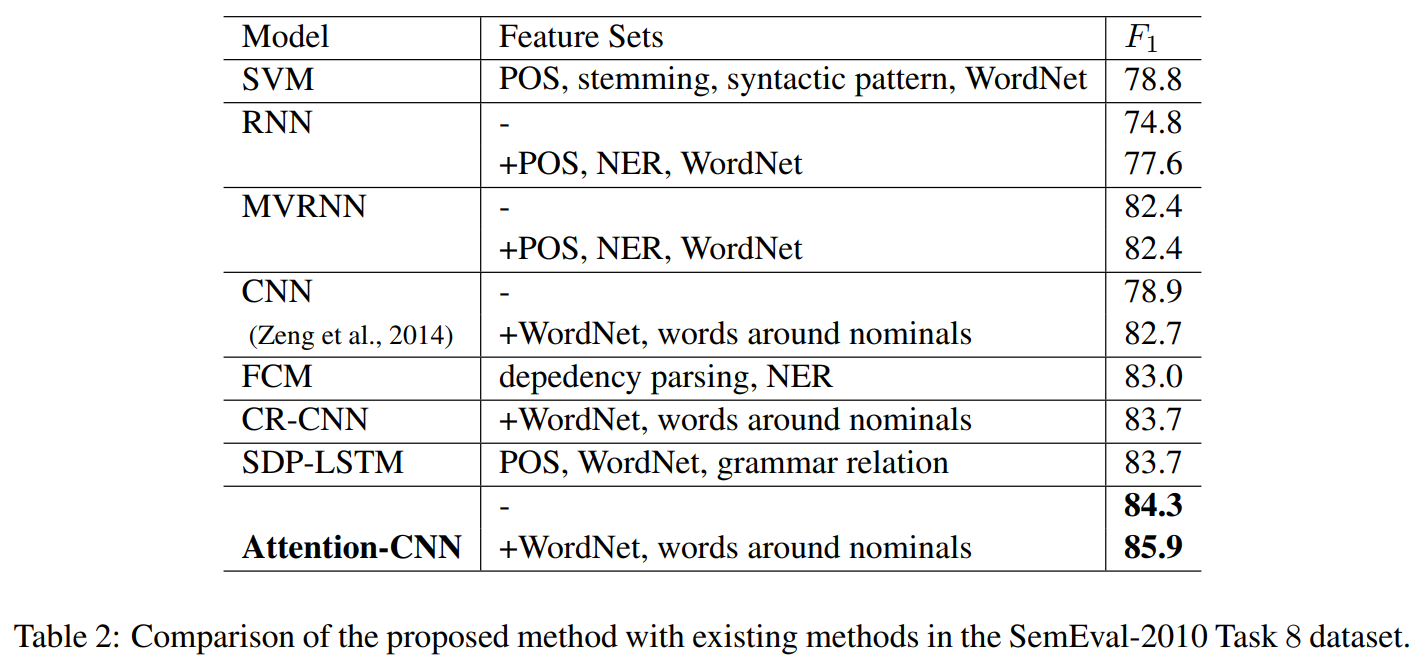 Model Feature Sets F1
SVM POS, stemming, syntactic pattern, WordNet 78.8
RNN - 74.8
+POS, NER, WordNet 77.6
MVRNN - 82.4
+POS, NER, WordNet 82.4
CNN - 78.9
(Zeng et al., 2014) +WordNet, words around nominals 82.7
FCM depedency parsing, NER 83.0
CR-CNN +WordNet, words around nominals 83.7
SDP-LSTM POS, WordNet, grammar relation 83.7
- 84.3
Attention-CNN +WordNet, words around nominals 85.9
Table 2: Comparison of the proposed method with existing methods in the SemEval-2010 Task 8 dataset.